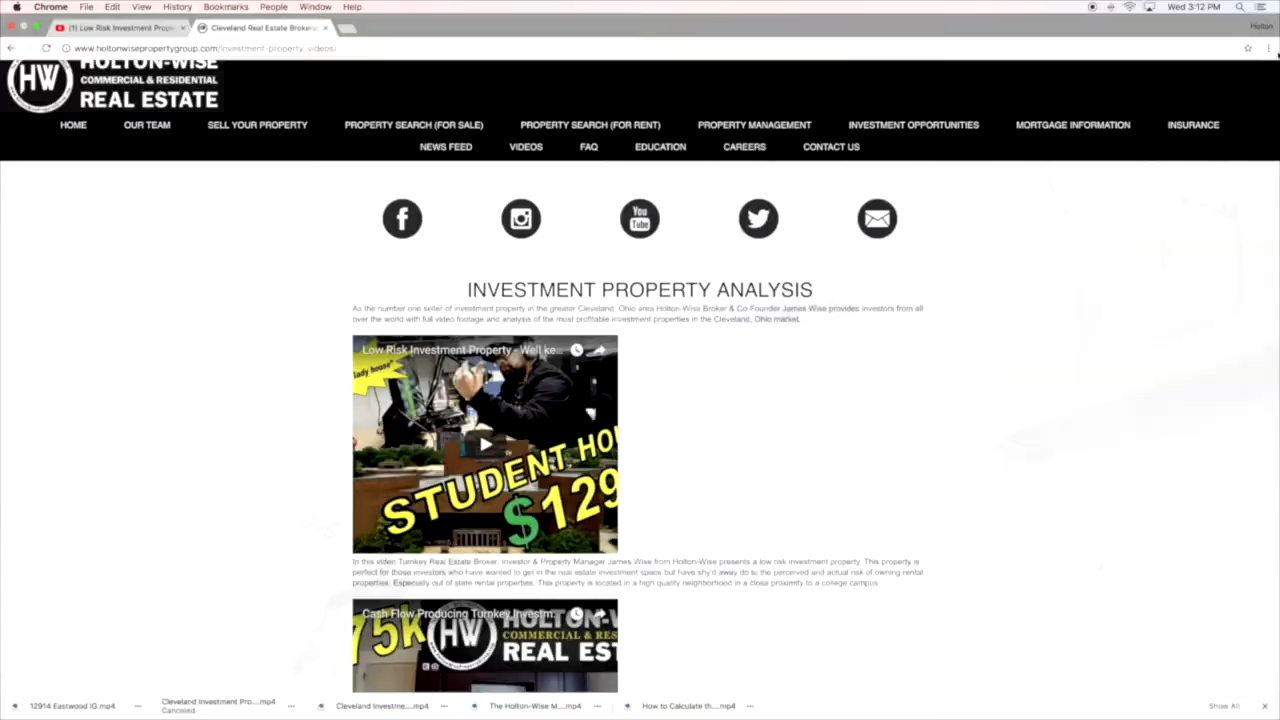 Chrome File Edit View History Bookmarks People Window Help Wed 3:12 PM
(1) Low Risk Investment Prope Cleveland Real Estate Brokers Holton
www.holtonwisepropertygroup.com/investment-property-videos/
HW HOLTON-WISE
COMMERCIAL & RESIDENTIAL
REAL ESTATE
HOME OUR TEAM SELL YOUR PROPERTY PROPERTY SEARCH (FOR SALE) PROPERTY SEARCH (FOR RENT) PROPERTY MANAGEMENT INVESTMENT OPPORTUNITIES MORTGAGE INFORMATION INSURANCE
NEWS FEED VIDEOS FAQ EDUCATION CAREERS CONTACT US
You
Tube
INVESTMENT PROPERTY ANALYSIS
As the number one seller of investment property in the greater Cleveland, Ohio area Holton-Wise Broker & Co-Founder James Wise provides investors from all
over the world with full video footage and analysis of the most profitable investment properties in the Cleveland, Ohio market.
Low Risk Investment Property - Well ke...
lady house"
STUDENT HOU
$129
In this video Turnkey Real Estate Broker, Investor & Property Manager James Wise from Holton-Wise presents a low risk investment property. This property is
perfect for those investors who have wanted to get in the real estate investment space but have shy'd away do to the perceived and actual risk of owning rental
properties. Especially out of state rental properties. This property is located in a high quality neighborhood in a close proximity to a college campus.
Cash Flow Producing Turnkey Investm...
75k HW HOLTON-W
COMMERCIAL & RES
REAL EST
12914 Eastwood IG.mp4 Cleveland Investment Pro....mp4 Cleveland Investme....mp4 The Holton-Wise M....mp4 How to Calculate th....mp4 Show All
Canceled